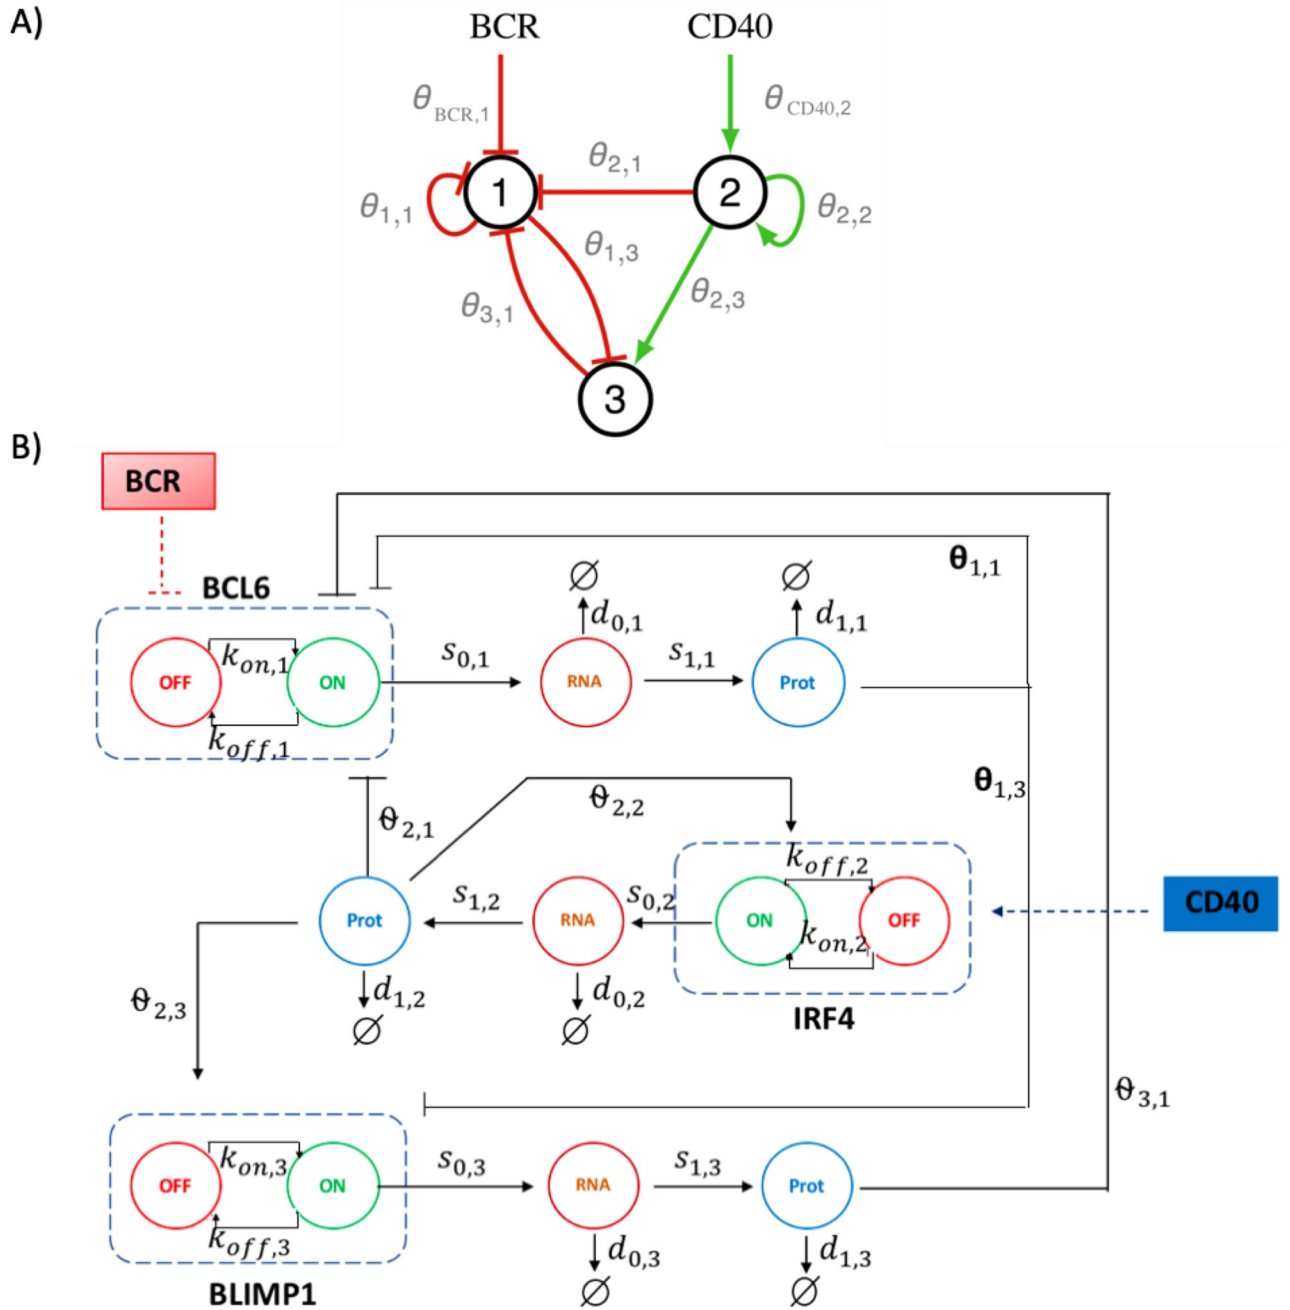 A)
BCR CD40
θ BCR,1 θ CD40,2
θ2,1
1 2
θ1,1 θ2,2
θ1,3
θ3,1 θ2,3
3
B)
BCR
θ1,1
BCL6
∅ ∅
d0,1 d1,1
OFF kon,1 ON s0,1 RNA s1,1 Prot
koff,1
θ1,3
θ2,1 θ2,2
koff,2
Prot s1,2 RNA s0,2 ON OFF CD40
kon,2
θ2,3 d1,2 d0,2
∅ ∅ IRF4
θ3,1
OFF kon,3 ON s0,3 RNA s1,3 Prot
koff,3 d0,3 d1,3
BLIMP1 ∅ ∅